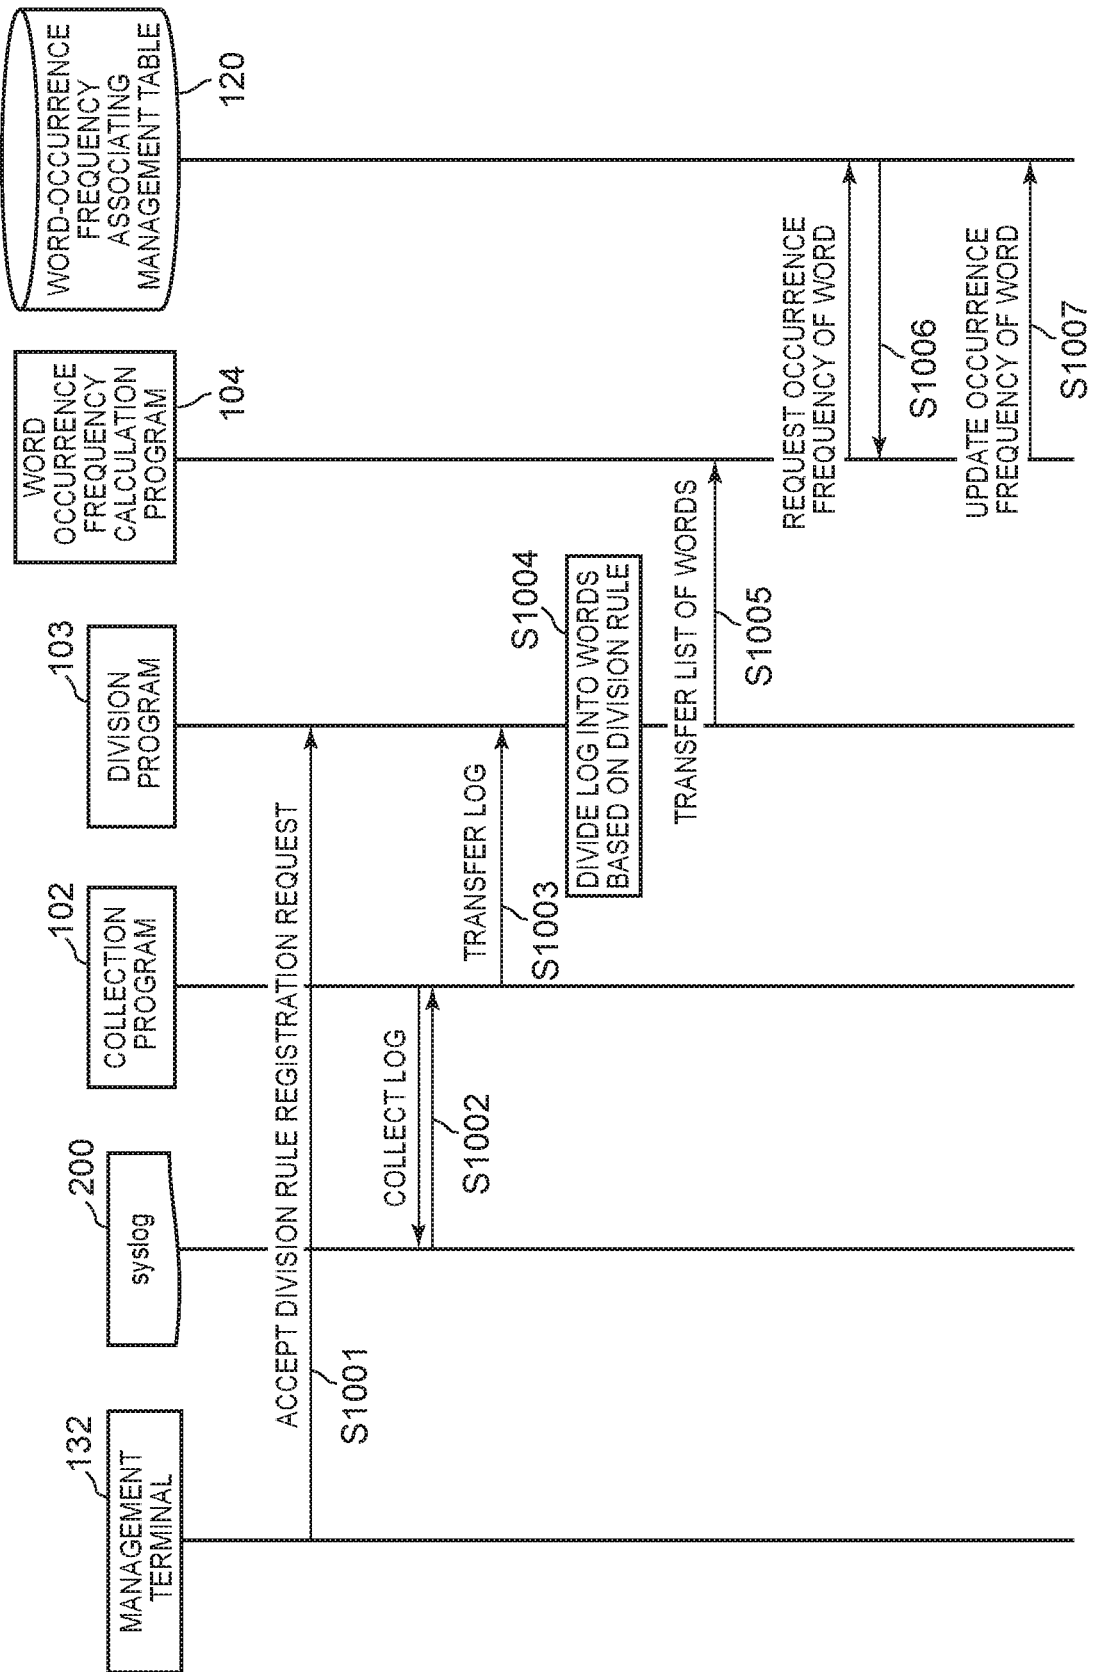 MANAGEMENT
TERMINAL
132
syslog
200
COLLECTION
PROGRAM
102
DIVISION
PROGRAM
103
WORD
OCCURRENCE
FREQUENCY
CALCULATION
PROGRAM
104
WORD-OCCURRENCE
FREQUENCY
ASSOCIATING
MANAGEMENT TABLE
120
ACCEPT DIVISION RULE REGISTRATION REQUEST
S1001
COLLECT LOG
S1002
TRANSFER LOG
S1003
S1004
DIVIDE LOG INTO WORDS
BASED ON DIVISION RULE
TRANSFER LIST OF WORDS
S1005
REQUEST OCCURRENCE
FREQUENCY OF WORD
S1006
UPDATE OCCURRENCE
FREQUENCY OF WORD
S1007